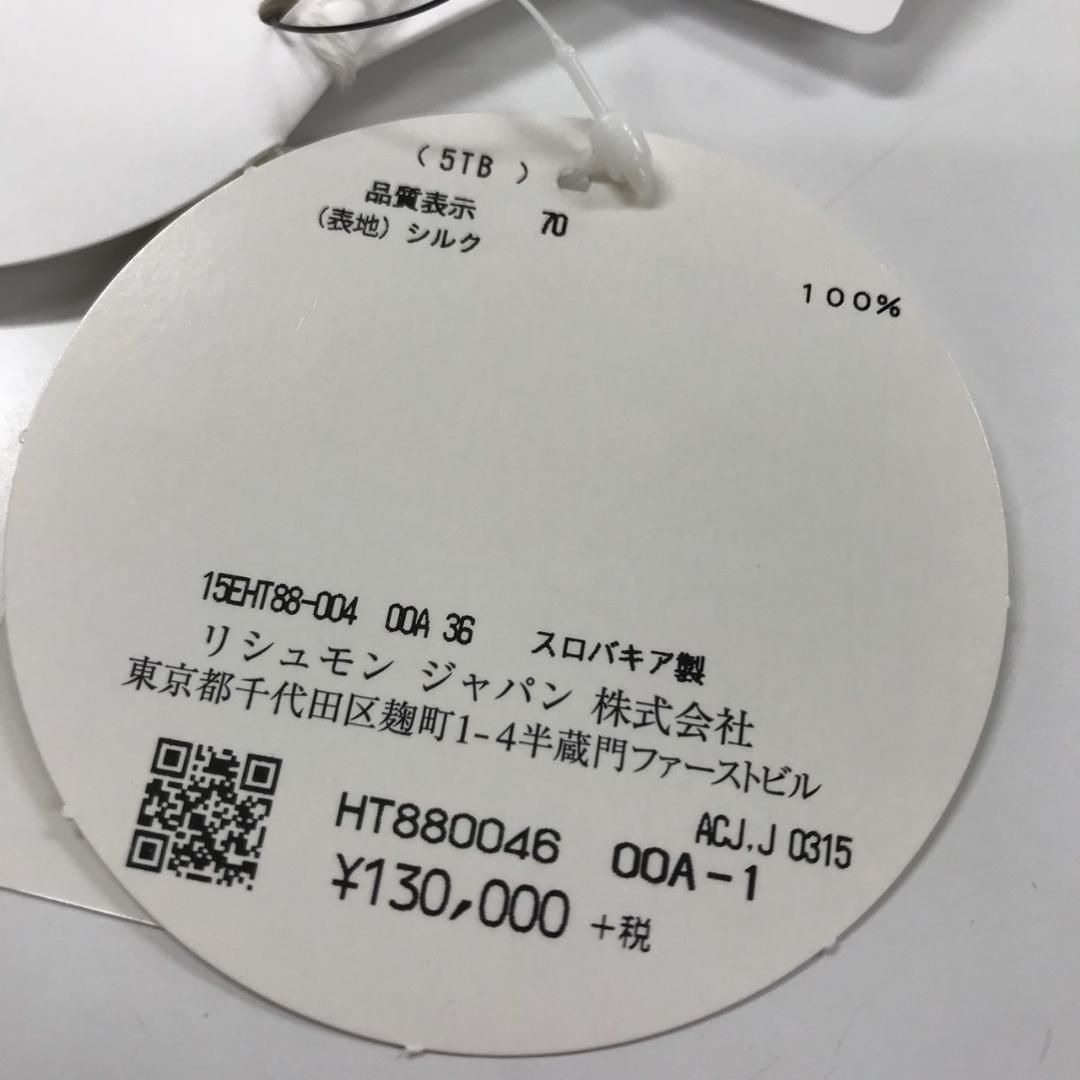 ( 5TB )
品質表示 70
(表地) シルク
100%
15EHT88-004 00A 36 スロバキア製
リシュモン ジャパン 株式会社
東京都千代田区麹町1-4半蔵門ファーストビル
ACJ,J 0315
HT880046 00A-1
¥130,000 +税